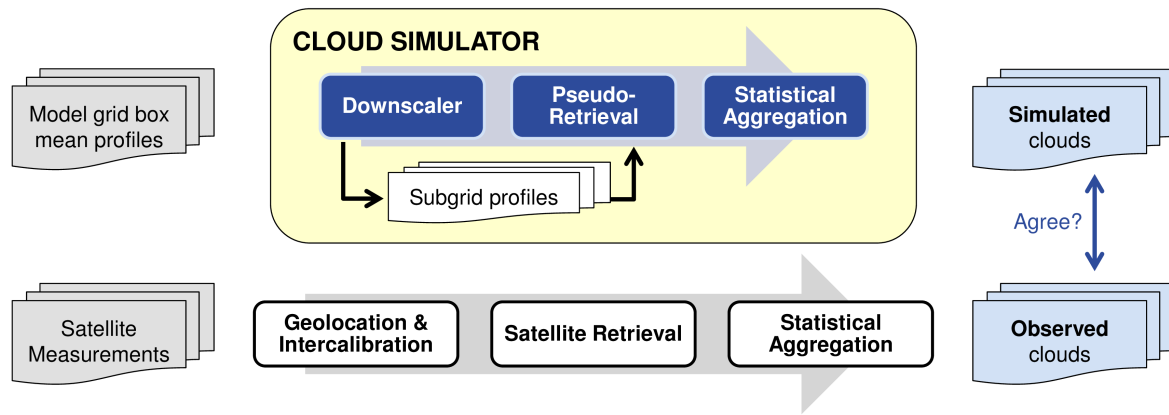 CLOUD SIMULATOR
Model grid box
mean profiles
Downscaler
Pseudo-
Retrieval
Statistical
Aggregation
Subgrid profiles
Simulated
clouds
Agree?
Satellite
Measurements
Geolocation &
Intercalibration
Satellite Retrieval
Statistical
Aggregation
Observed
clouds